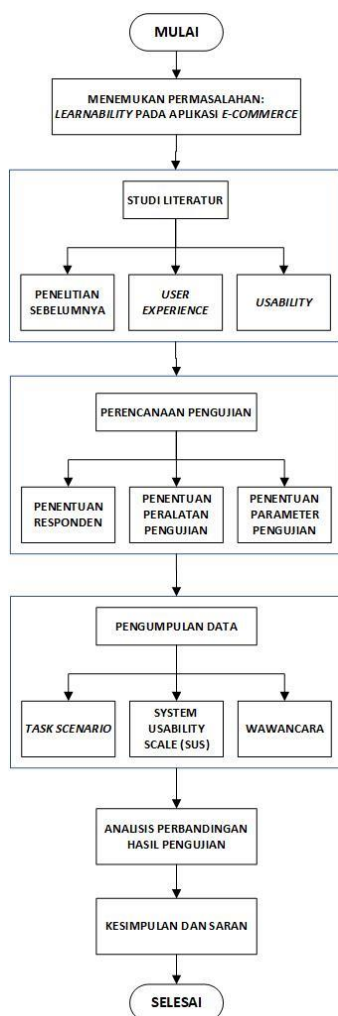 MULAI
MENEMUKAN PERMASALAHAN:
LEARNABILITY PADA APLIKASI E-COMMERCE
STUDI LITERATUR
PENELITIAN
SEBELUMNYA
USER
EXPERIENCE
USABILITY
PERENCANAAN PENGUJIAN
PENENTUAN
RESPONDEN
PENENTUAN
PERALATAN
PENGUJIAN
PENENTUAN
PARAMETER
PENGUJIAN
PENGUMPULAN DATA
TASK SCENARIO
SYSTEM
USABILITY
SCALE (SUS)
WAWANCARA
ANALISIS PERBANDINGAN
HASIL PENGUJIAN
KESIMPULAN DAN SARAN
SELESAI